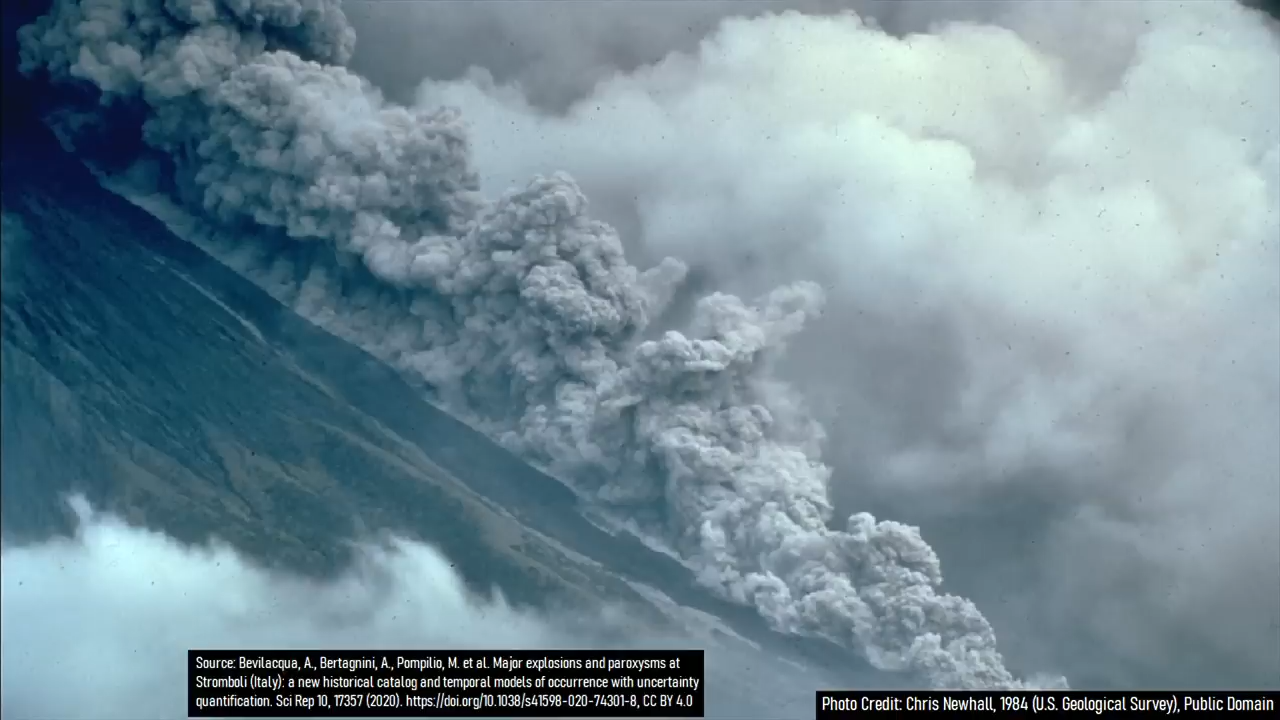 Source: Bevilacqua, A., Bertagnini, A., Pompilio, M. et al. Major explosions and paroxysms at
Stromboli (Italy): a new historical catalog and temporal models of occurrence with uncertainty
quantification. Sci Rep 10, 17357 (2020). https://doi.org/10.1038/s41598-020-74301-8, CC BY 4.0
Photo Credit: Chris Newhall, 1984 (U.S. Geological Survey), Public Domain